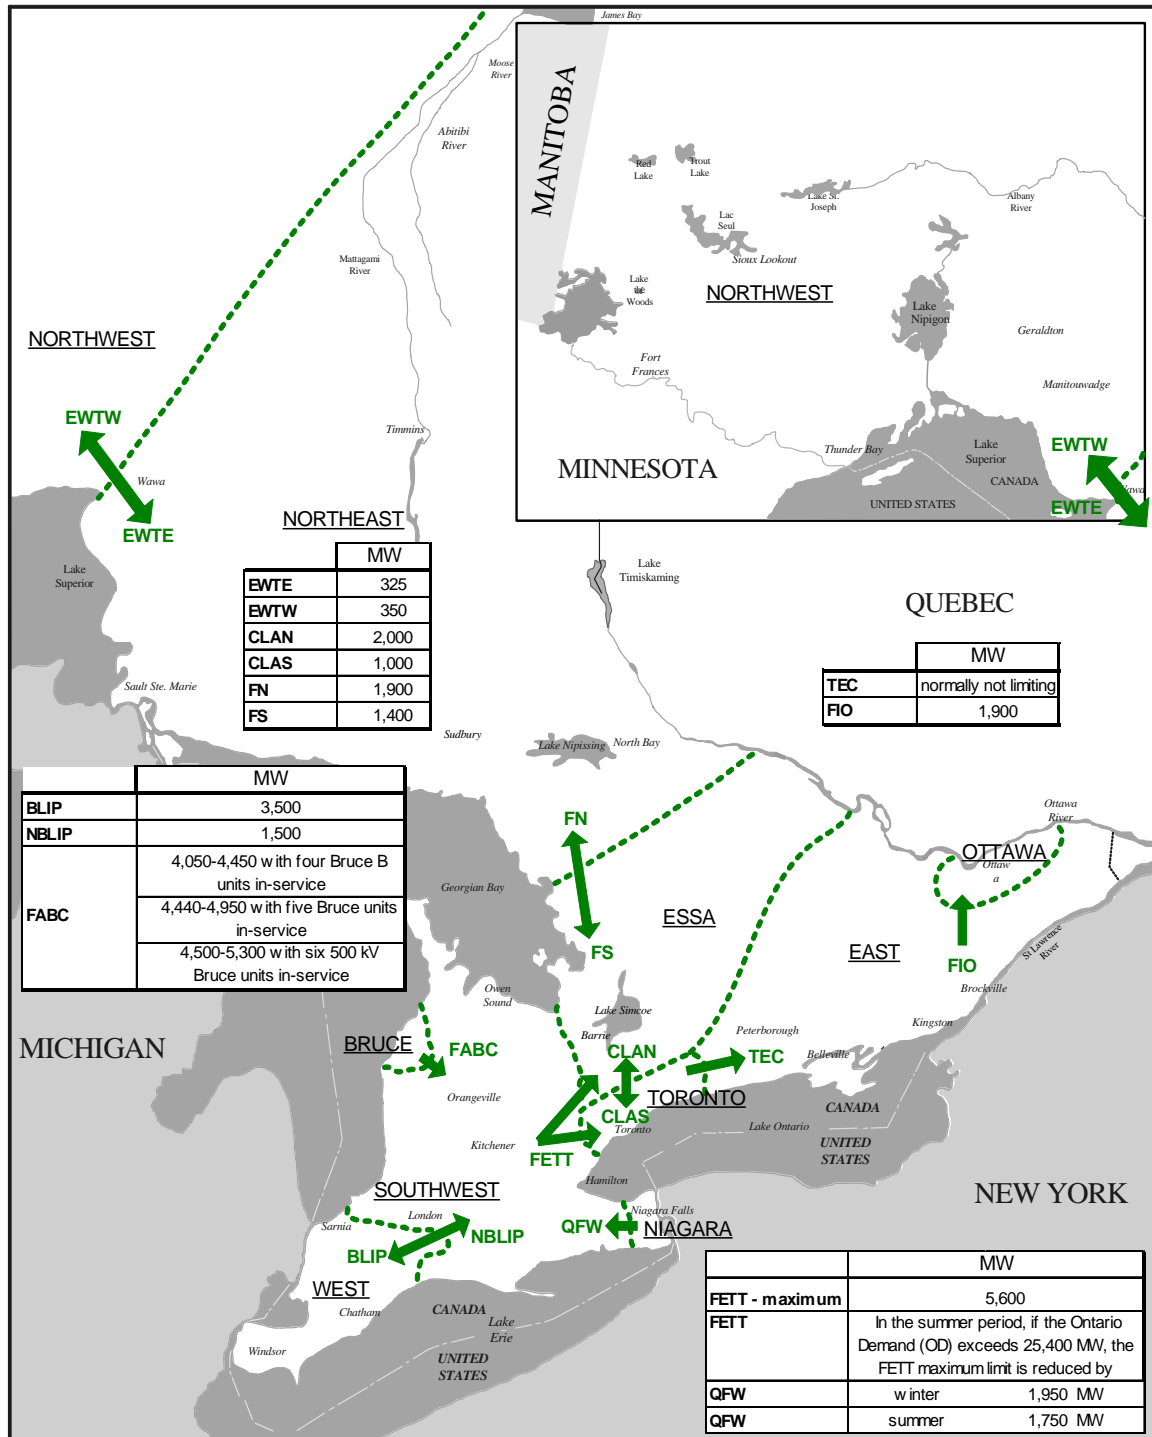 James Bay
Moose
River
Abitibi
River
Mattagami
River
NORTHWEST
EWTW
Wawa
EWTE
Timmins
NORTHEAST
Lake
Superior
Sault Ste. Marie
Sudbury
MANITOBA
Red
Lake
Trout
Lake
Lac
Seul
Sioux Lookout
Lake St.
Joseph
Albany
River
Lake
the
Woods
NORTHWEST
Lake
Nipigon
Geraldton
Manitouwadge
Fort
Frances
Thunder Bay
MINNESOTA
Lake
Superior
CANADA
UNITED STATES
EWTW
EWTE
Wawa
MW
EWTE 325
EWTW 350
CLAN 2,000
CLAS 1,000
FN 1,900
FS 1,400
Lake
Timiskaming
QUEBEC
MW
TEC normally not limiting
FIO 1,900
Lake Nipissing
North Bay
MW
BLIP 3,500
NBLIP 1,500
FABC
4,050-4,450 with four Bruce B
units in-service
4,440-4,950 with five Bruce units
in-service
4,500-5,300 with six 500 kV
Bruce units in-service
FN
FS
Georgian Bay
ESSA
Ottawa
River
OTTAWA
Ottaw
a
EAST
FIO
St Lawrence
River
Brockville
Kingston
Owen
Sound
Lake Simcoe
Barrie
Peterborough
Belleville
MICHIGAN
BRUCE
FABC
Orangeville
CLAN
TEC
TORONTO
CLAS
Toronto
Kitchener
FETT
CANADA
Lake Ontario
UNITED
STATES
Hamilton
SOUTHWEST
NEW YORK
Sarnia
London
NBLIP
BLIP
QFW
Niagara Falls
NIAGARA
WEST
Chatham
Windsor
CANADA
Lake
Erie
UNITED
STATES
MW
FETT - maximum 5,600
FETT
In the summer period, if the Ontario
Demand (OD) exceeds 25,400 MW, the
FETT maximum limit is reduced by
QFW winter 1,950 MW
QFW summer 1,750 MW